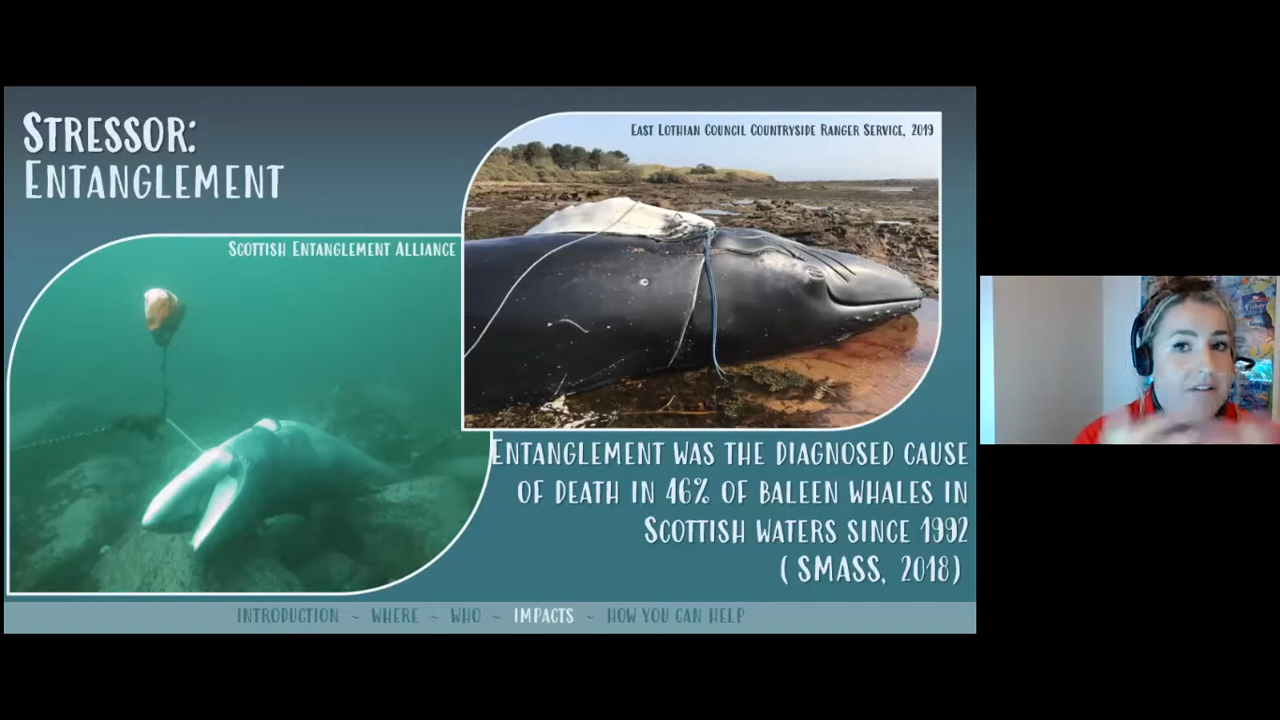 STRESSOR:
ENTANGLEMENT
EAST LOTHIAN COUNCIL COUNTRYSIDE RANGER SERVICE, 2019
SCOTTISH ENTANGLEMENT ALLIANCE
ENTANGLEMENT WAS THE DIAGNOSED CAUSE
OF DEATH IN 46% OF BALEEN WHALES IN
SCOTTISH WATERS SINCE 1992
( SMASS, 2018)
INTRODUCTION ~ WHERE ~ WHO ~ IMPACTS ~ HOW YOU CAN HELP